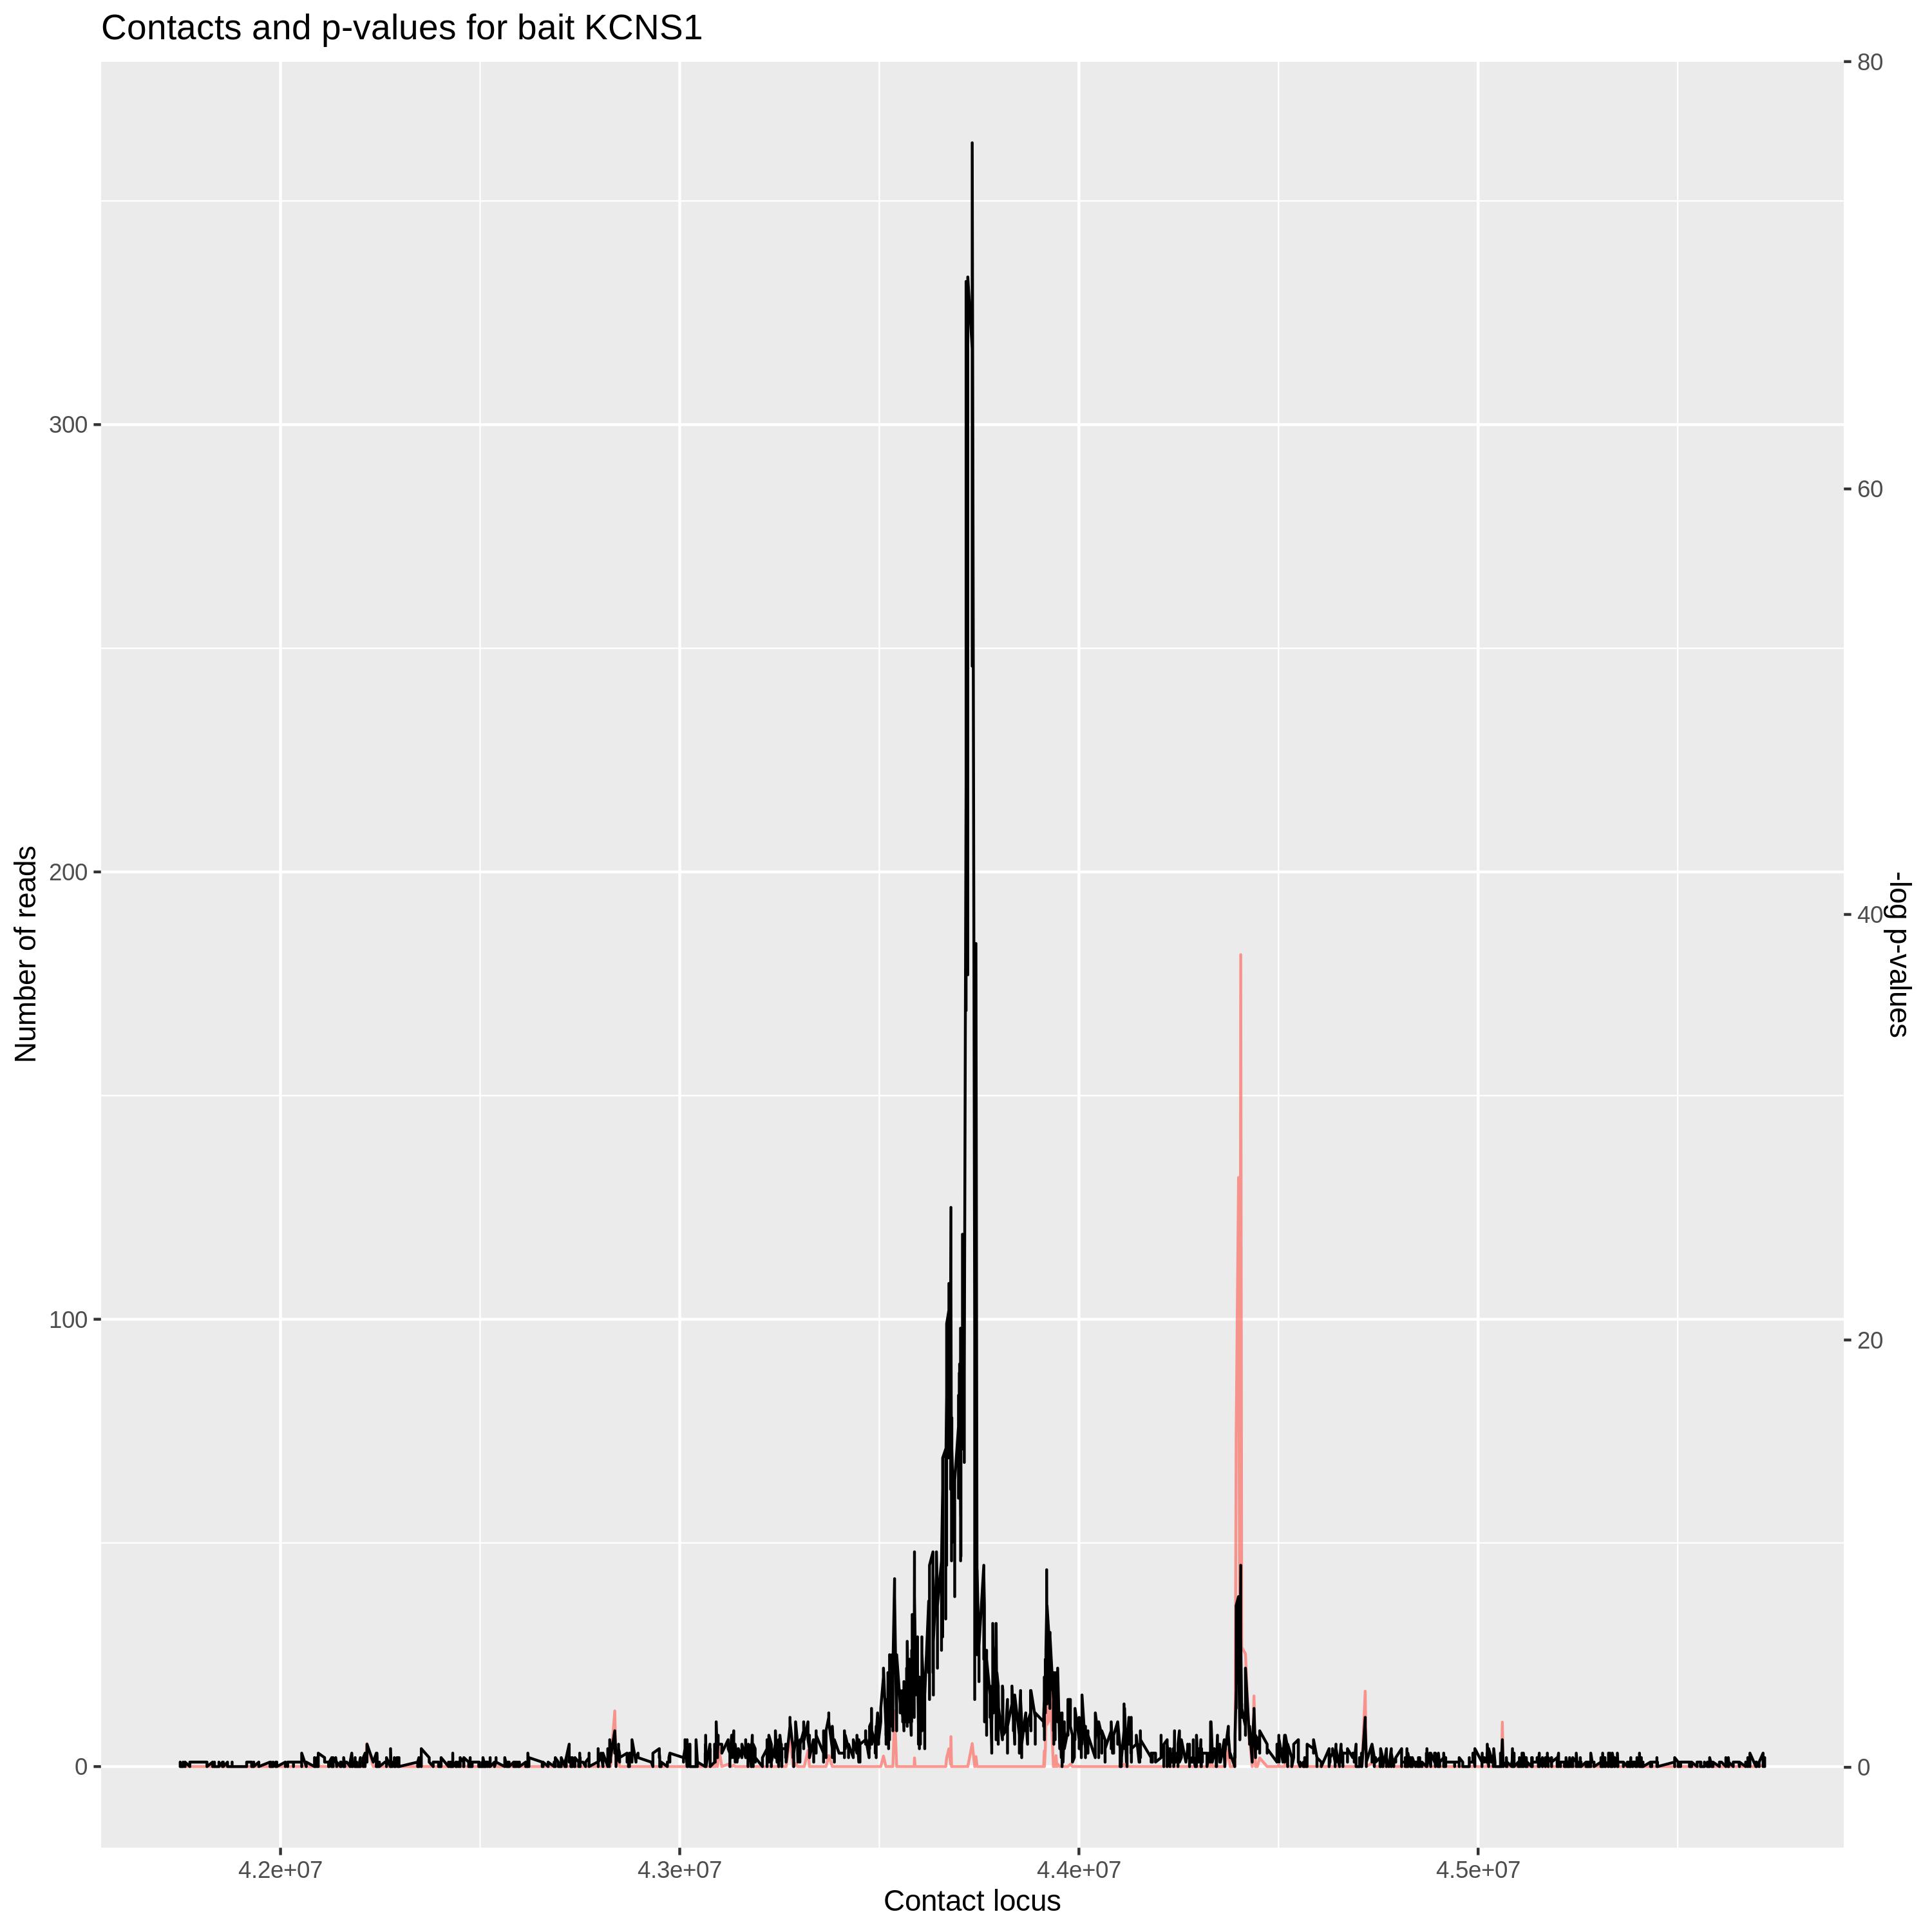 Contacts and p-values for bait KCNS1
Number of reads
300
200
100
0
80
60
40
20
0
-log p-values
4.2e+07 4.3e+07 4.4e+07 4.5e+07
Contact locus